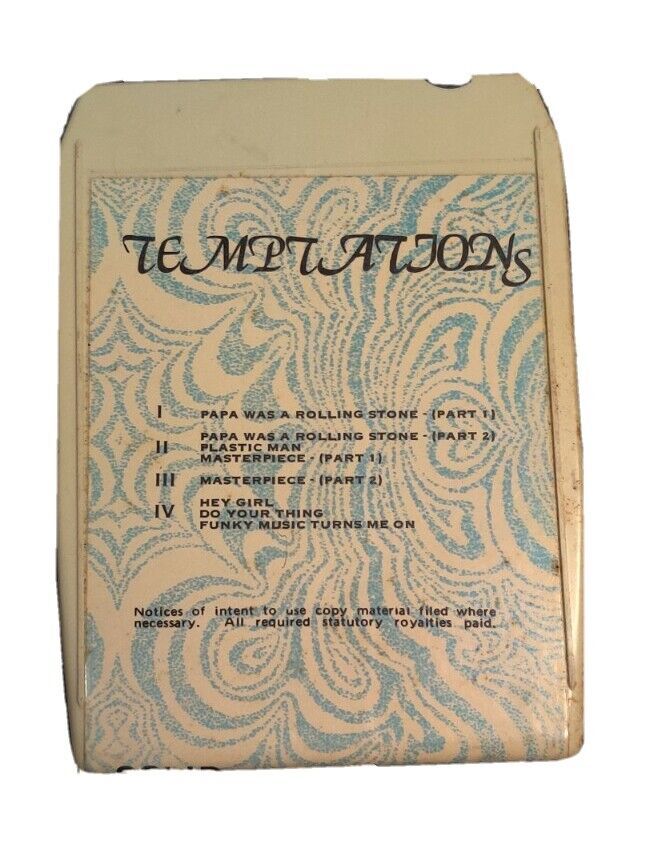 TEMPTATIONS
I PAPA WAS A ROLLING STONE - (PART 1)
PAPA WAS A ROLLING STONE - (PART 2)
II PLASTIC MAN
MASTERPIECE - (PART 1)
III MASTERPIECE - (PART 2)
HEY GIRL
IV DO YOUR THING
FUNKY MUSIC TURNS ME ON
Notices of intent to use copy material filed where
necessary. All required statutory royalties paid.